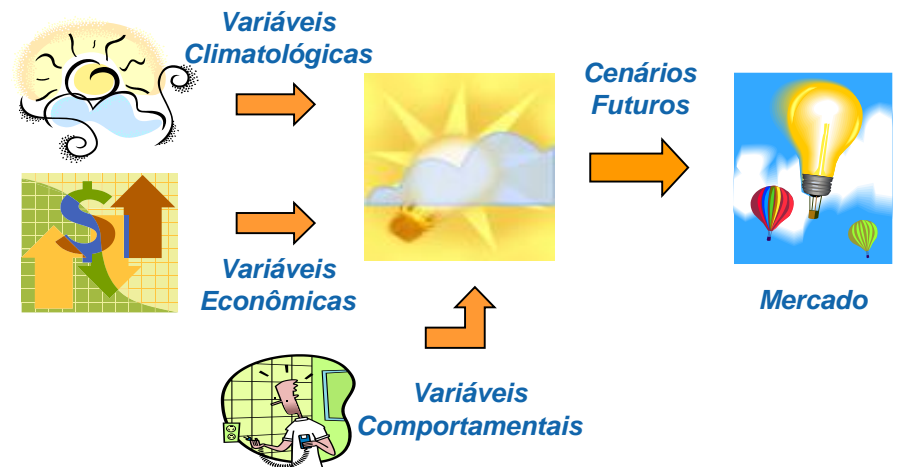 Variáveis
Climatológicas
Cenários
Futuros
Variáveis
Econômicas
Mercado
Variáveis
Comportamentais